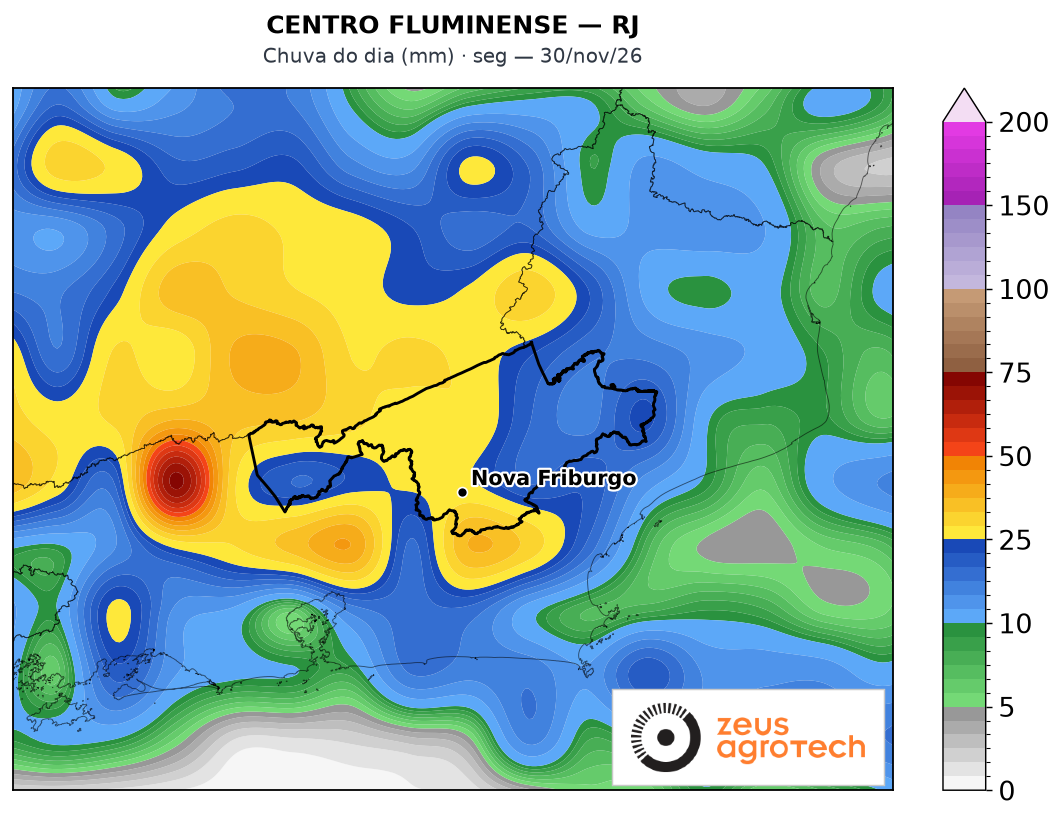 CENTRO FLUMINENSE — RJ
Chuva do dia (mm) · seg — 30/nov/26
200
150
100
75
50
25
10
5
0
Nova Friburgo
zeus
agrotech